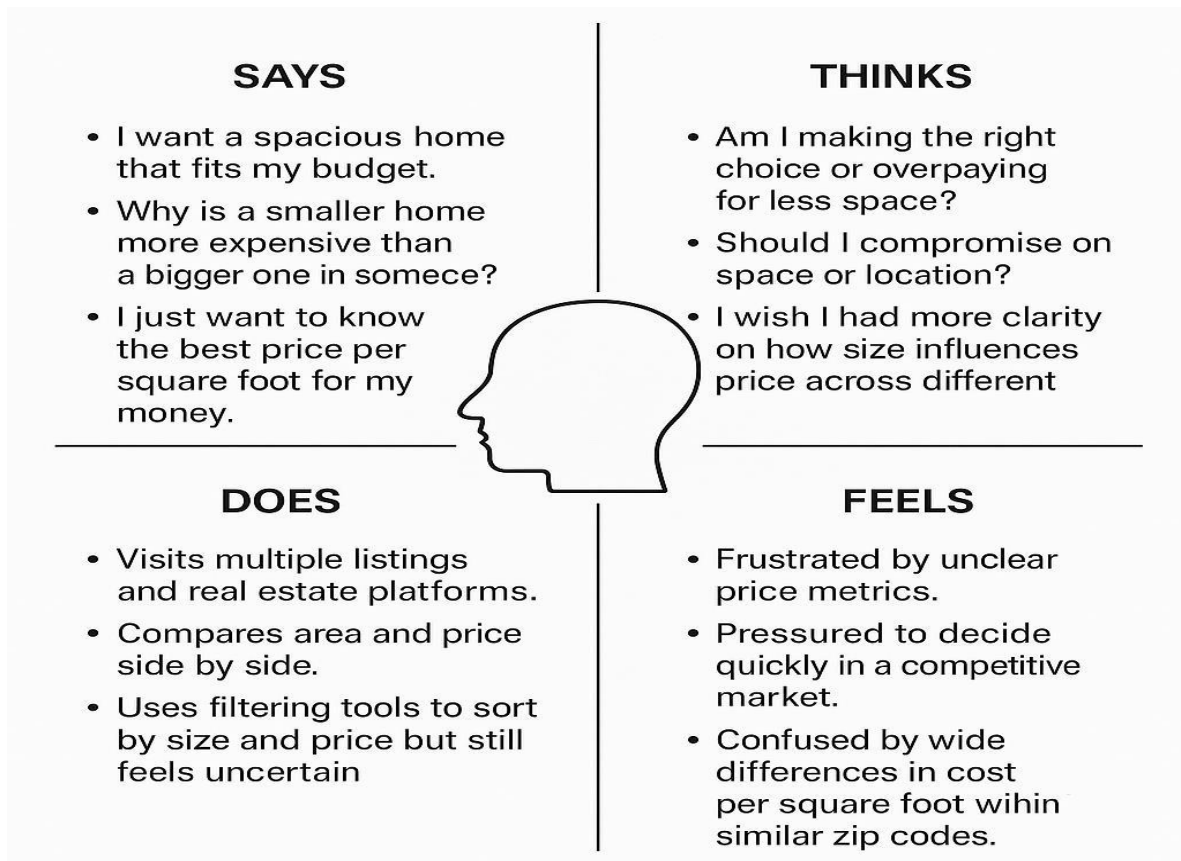 SAYS
• I want a spacious home
that fits my budget.
• Why is a smaller home
more expensive than
a bigger one in somece?
• I just want to know
the best price per
square foot for my
money.
THINKS
• Am I making the right
choice or overpaying
for less space?
• Should I compromise on
space or location?
• I wish I had more clarity
on how size influences
price across different
DOES
• Visits multiple listings
and real estate platforms.
• Compares area and price
side by side.
• Uses filtering tools to sort
by size and price but still
feels uncertain
FEELS
• Frustrated by unclear
price metrics.
• Pressured to decide
quickly in a competitive
market.
• Confused by wide
differences in cost
per square foot wihin
similar zip codes.